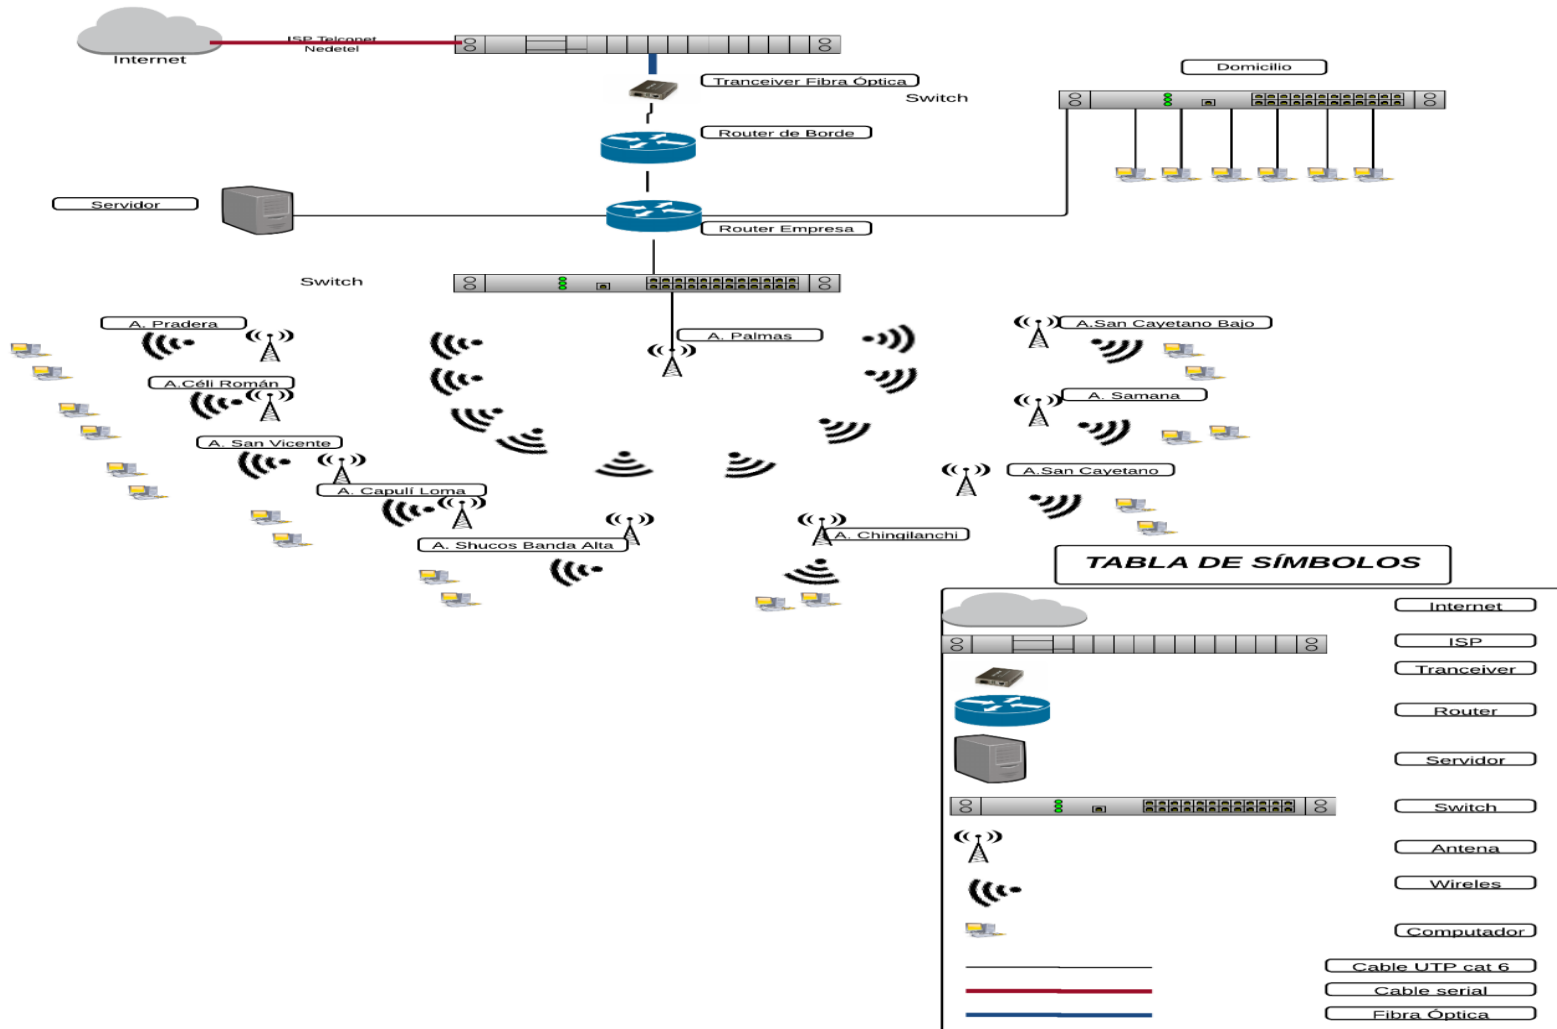 ISP Telconet
Nedetel
Internet
Tranceiver Fibra Óptica
Switch
Domicilio
Router de Borde
Servidor
Router Empresa
Switch
A. Pradera
A. Palmas
A.San Cayetano Bajo
A.Céli Román
A. Samana
A. San Vicente
A.San Cayetano
A. Capulí Loma
A. Shucos Banda Alta
A. Chingilanchi
TABLA DE SÍMBOLOS
Internet
ISP
Tranceiver
Router
Servidor
Switch
Antena
Wireles
Computador
Cable UTP cat 6
Cable serial
Fibra Óptica